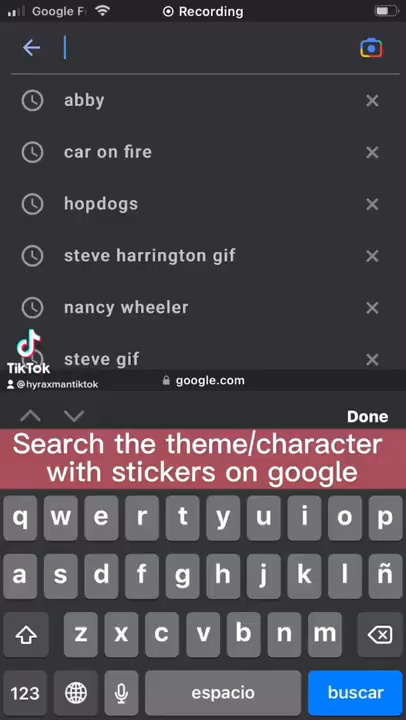 Google Fi
Recording
abby
car on fire
hopdogs
steve harrington gif
nancy wheeler
steve gif
TikTok
@hyraxmantiktok
google.com
Done
Search the theme/character
with stickers on google
q w e r t y u i o p
a s d f g h j k l ñ
z x c v b n m
123 espacio buscar